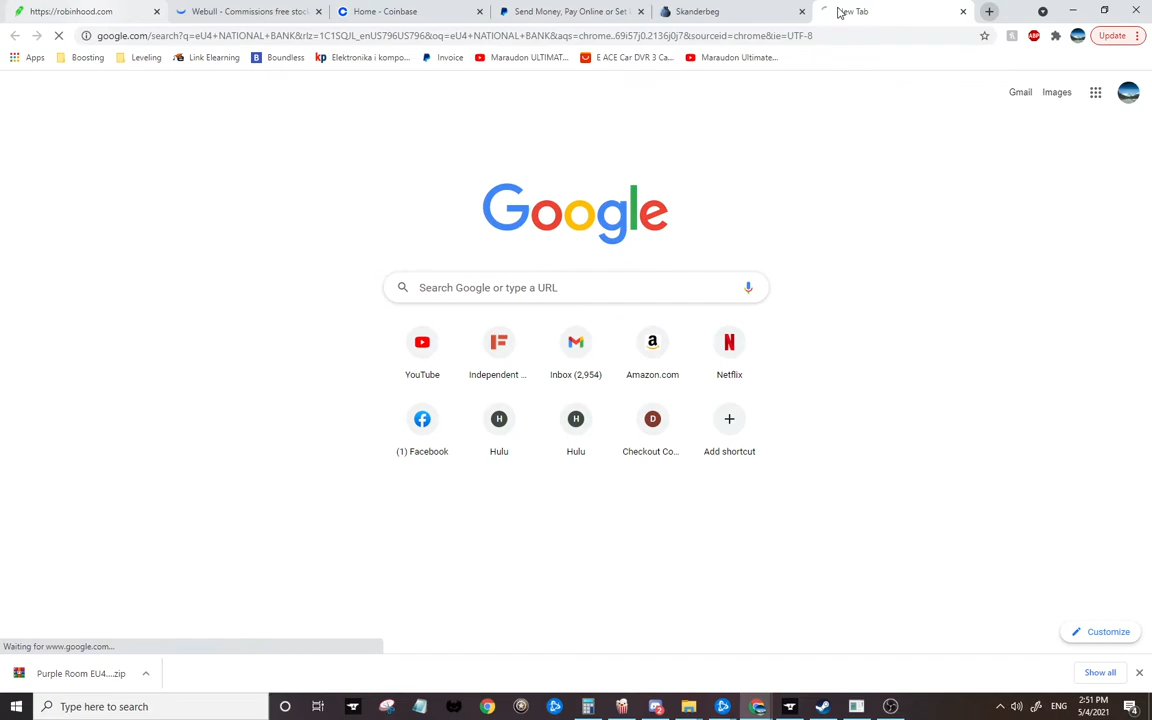 https://robinhood.com
Webull - Commissions free stoc
Home - Coinbase
Send Money, Pay Online or Set
Skanderbeg
New Tab
google.com/search?q=eU4+NATIONAL+BANK&rlz=1C1SQJL_enUS796US796&oq=eU4+NATIONAL+BANK&aqs=chrome..69i57j0.2136j0j7&sourceid=chrome&ie=UTF-8
ABP
Update
Apps
Boosting
Leveling
Link Elearning
B Boundless
kp Elektronika i kompo...
Invoice
Maraudon ULTIMAT...
E ACE Car DVR 3 Ca...
Maraudon Ultimate...
Gmail
Images
Google
Search Google or type a URL
YouTube
Independent ...
Inbox (2,954)
Amazon.com
Netflix
H
H
D
(1) Facebook
Hulu
Hulu
Checkout Co...
Add shortcut
Customize
Waiting for www.google.com...
Purple Room EU4....zip
Show all
Type here to search
ENG
2:51 PM
5/4/2021